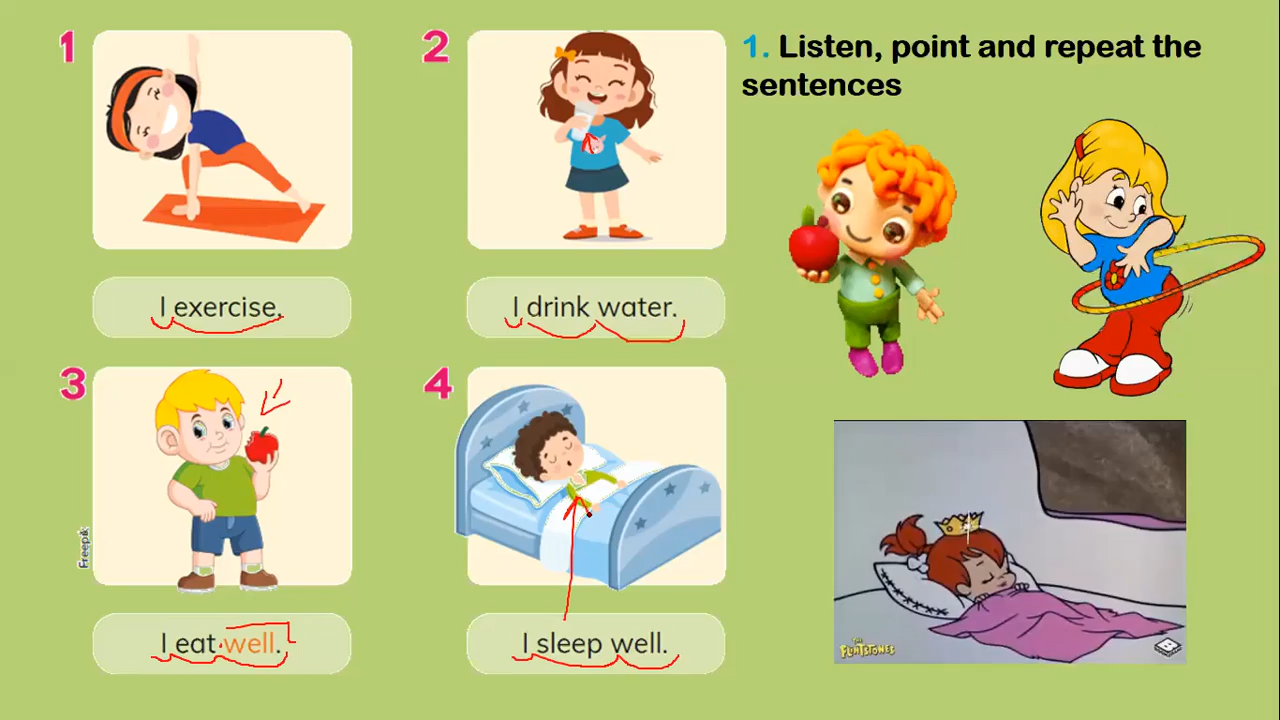 1
2
1. Listen, point and repeat the
sentences
I exercise.
I drink water.
3
4
Freepik
I eat well.
I sleep well.
THE
FLINTSTONES